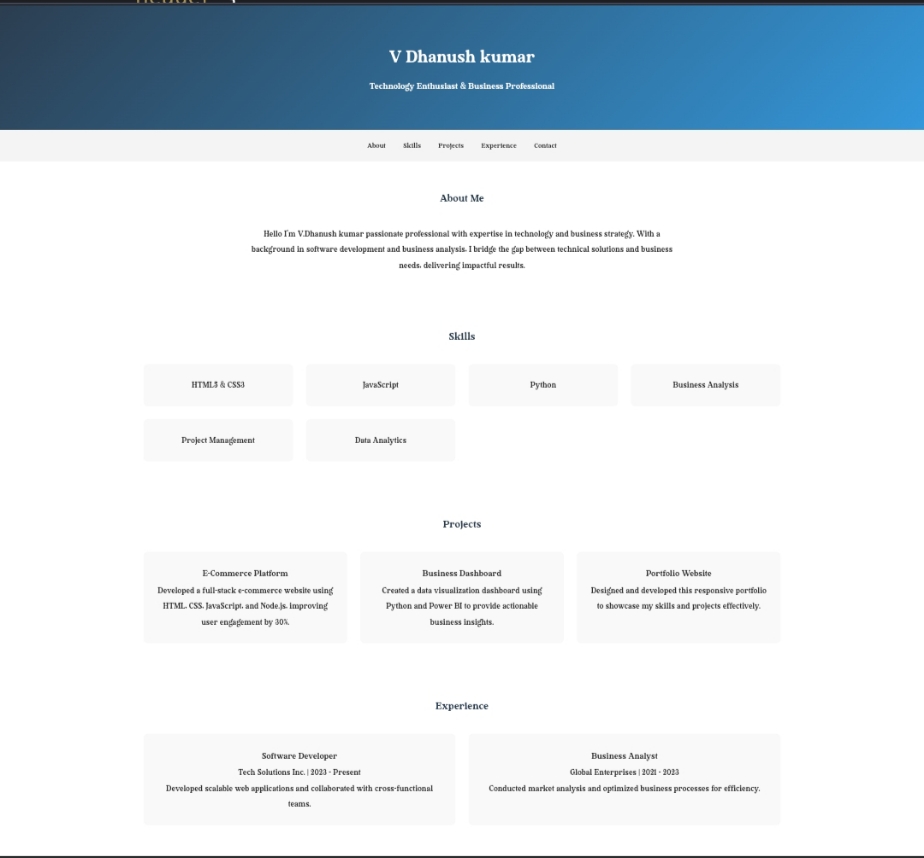 V Dhanush kumar
Technology Enthusiast & Business Professional
About Skills Projects Experience Contact
About Me
Hello I'm V.Dhanush kumar passionate professional with expertise in technology and business strategy. With a
background in software development and business analysis, I bridge the gap between technical solutions and business
needs, delivering impactful results.
Skills
HTML5 & CSS3
JavaScript
Python
Business Analysis
Project Management
Data Analytics
Projects
E-Commerce Platform
Developed a full-stack e-commerce website using
HTML, CSS, JavaScript, and Node.js, improving
user engagement by 30%.
Business Dashboard
Created a data visualization dashboard using
Python and Power BI to provide actionable
business insights.
Portfolio Website
Designed and developed this responsive portfolio
to showcase my skills and projects effectively.
Experience
Software Developer
Tech Solutions Inc. | 2023 - Present
Developed scalable web applications and collaborated with cross-functional
teams.
Business Analyst
Global Enterprises | 2021 - 2023
Conducted market analysis and optimized business processes for efficiency.